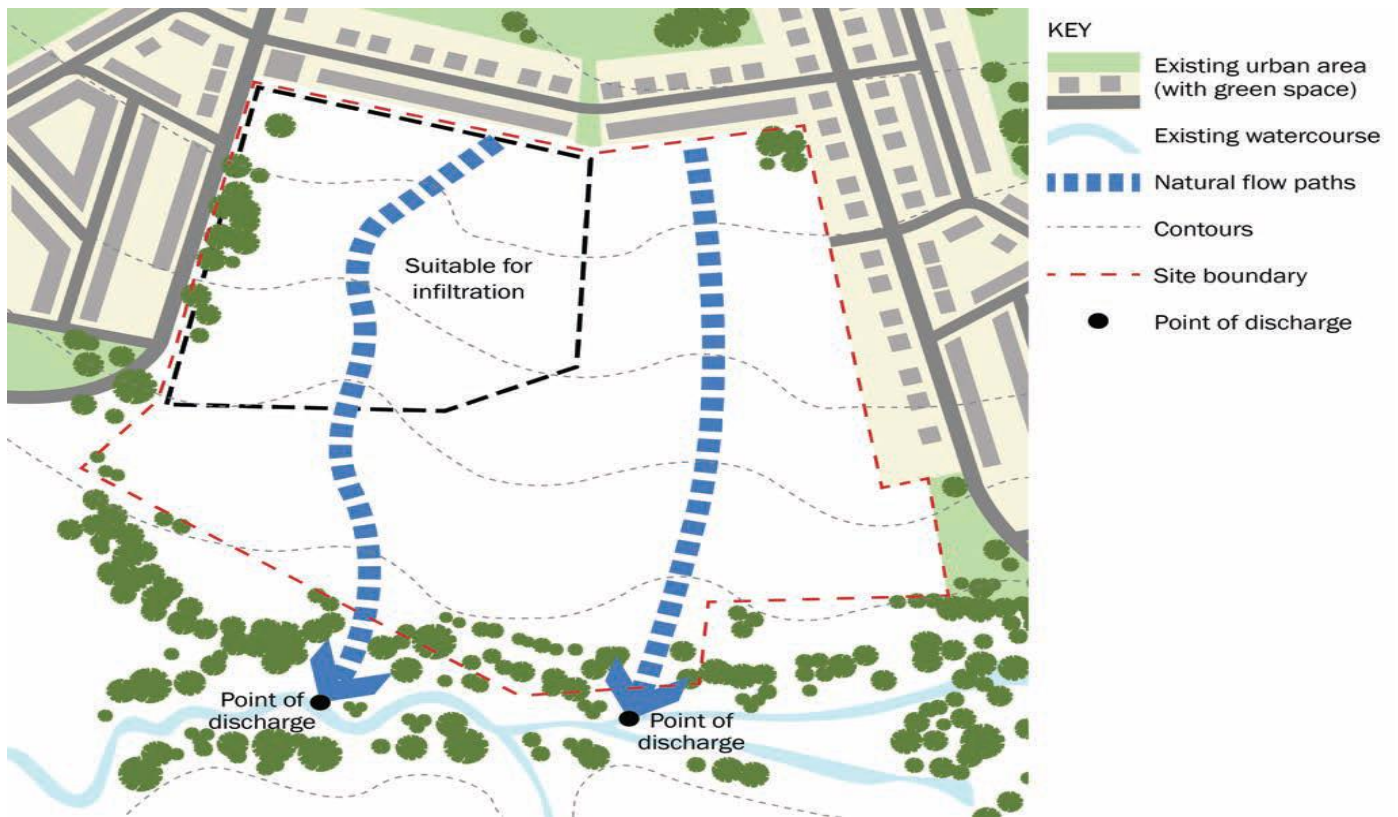 KEY
Existing urban area
(with green space)
Existing watercourse
Natural flow paths
Contours
Site boundary
Point of discharge
Suitable for
infiltration
Point of
discharge
Point of
discharge